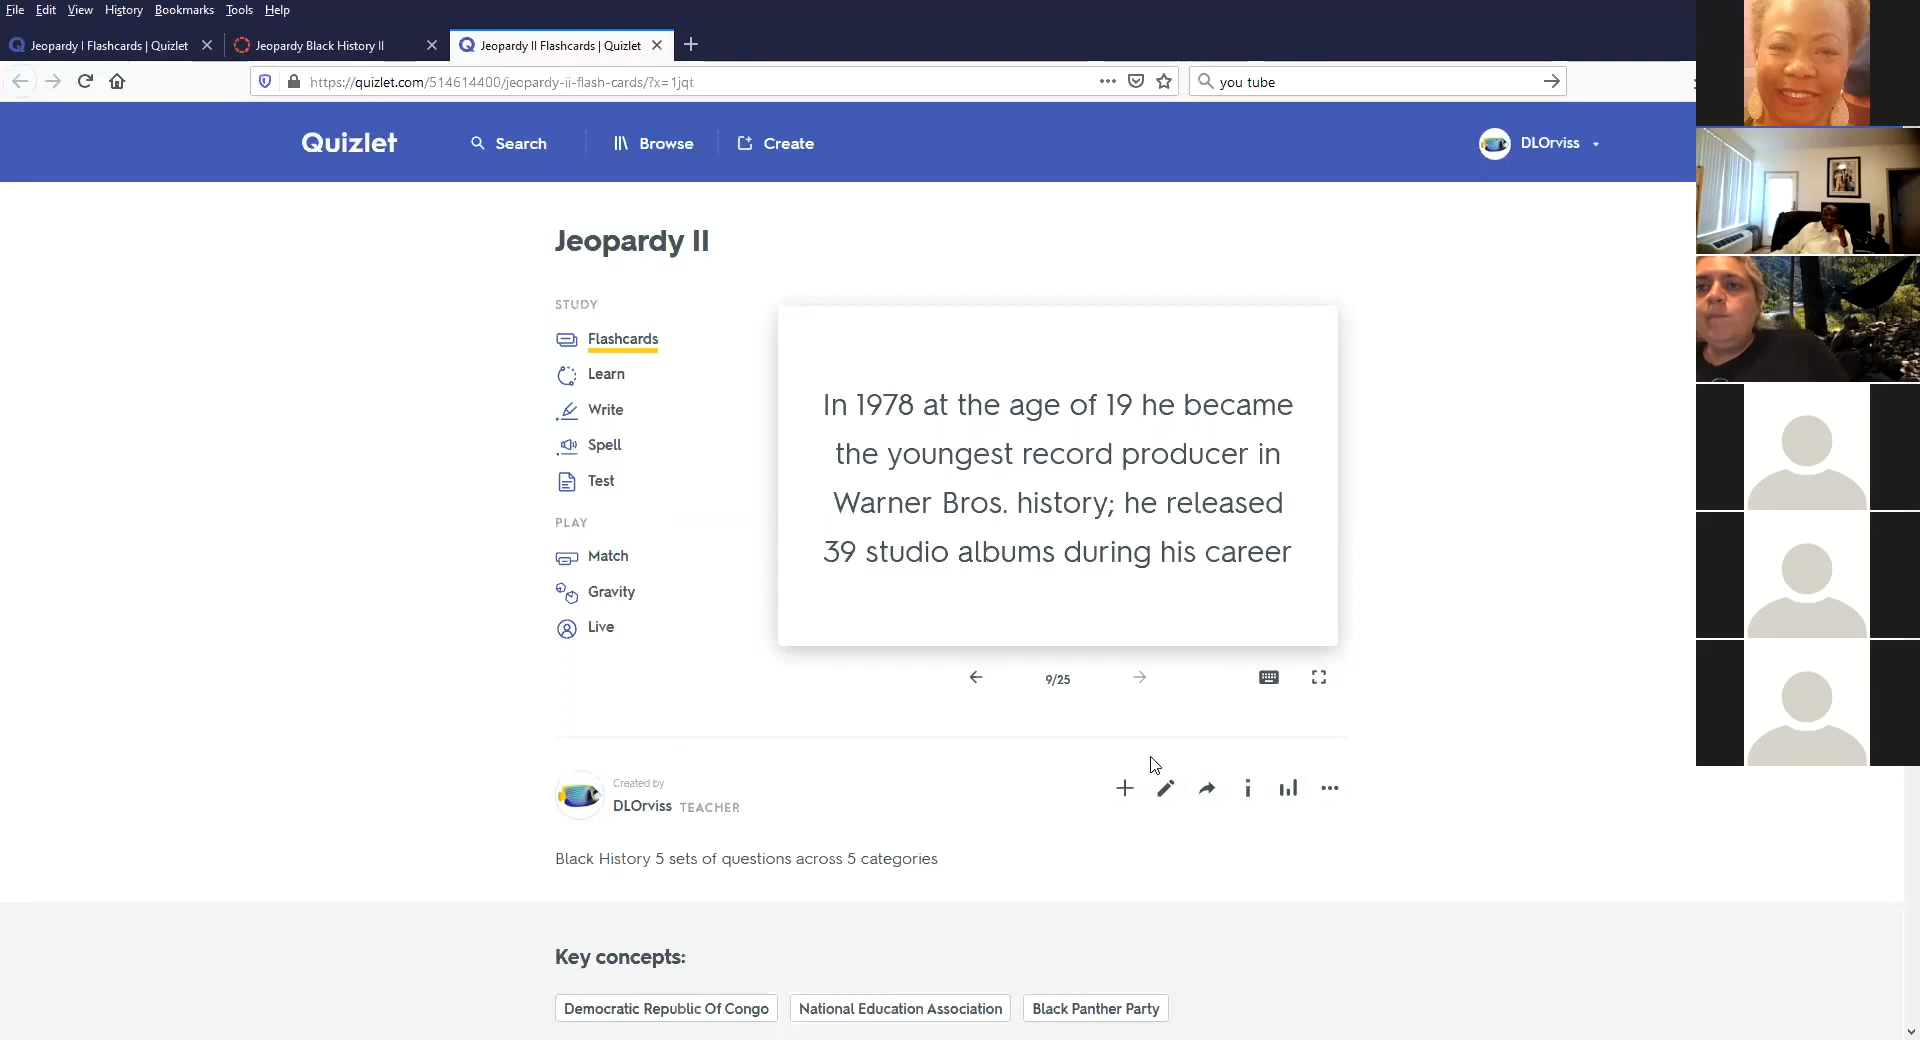 File Edit View History Bookmarks Tools Help
Jeopardy I Flashcards | Quizlet
Jeopardy Black History II
Jeopardy II Flashcards | Quizlet
https://quizlet.com/514614400/jeopardy-ii-flash-cards/?x=1jqt
you tube
Quizlet
Search
Browse
Create
DLOrviss
Jeopardy II
STUDY
Flashcards
Learn
Write
Spell
Test
PLAY
Match
Gravity
Live
In 1978 at the age of 19 he became
the youngest record producer in
Warner Bros. history; he released
39 studio albums during his career
9/25
Created by
DLOrviss TEACHER
Black History 5 sets of questions across 5 categories
Key concepts:
Democratic Republic Of Congo
National Education Association
Black Panther Party